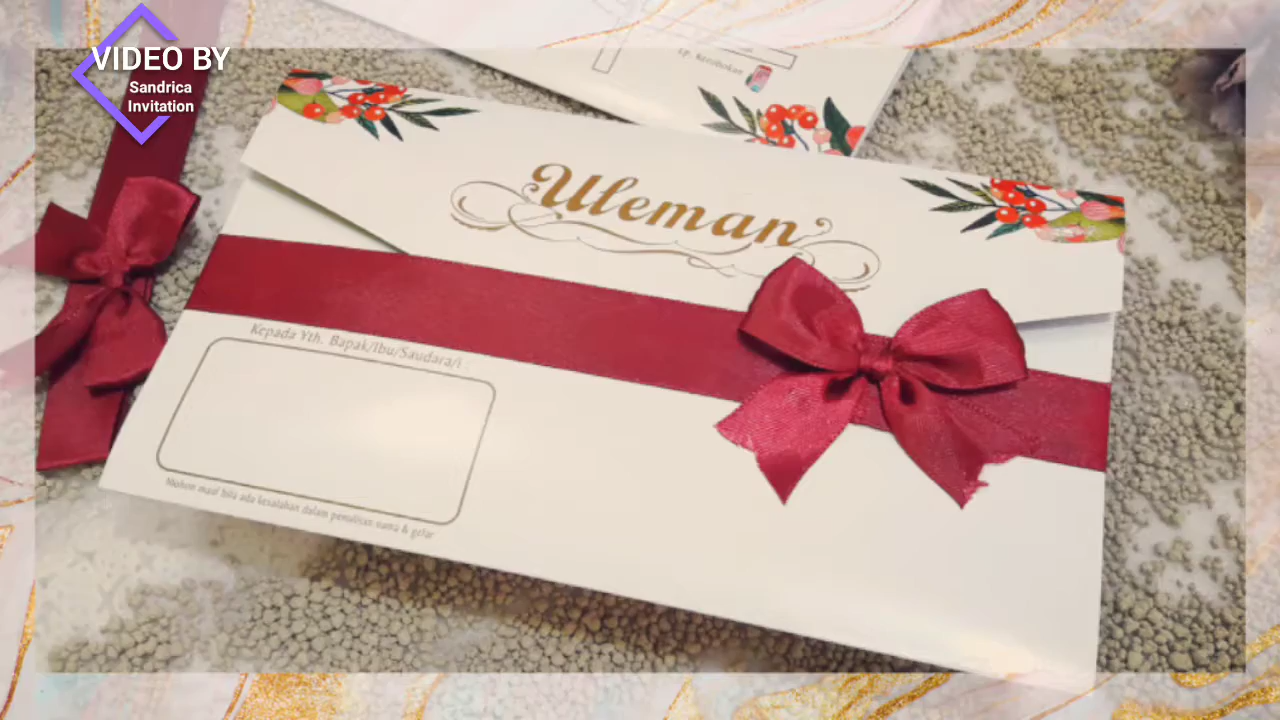 VIDEO BY
Sandrica
Invitation
Uleman
Kepada Yth. Bapak/Ibu/Saudara/i :
Mohon maaf bila ada kesalahan dalam penulisan nama & gelar